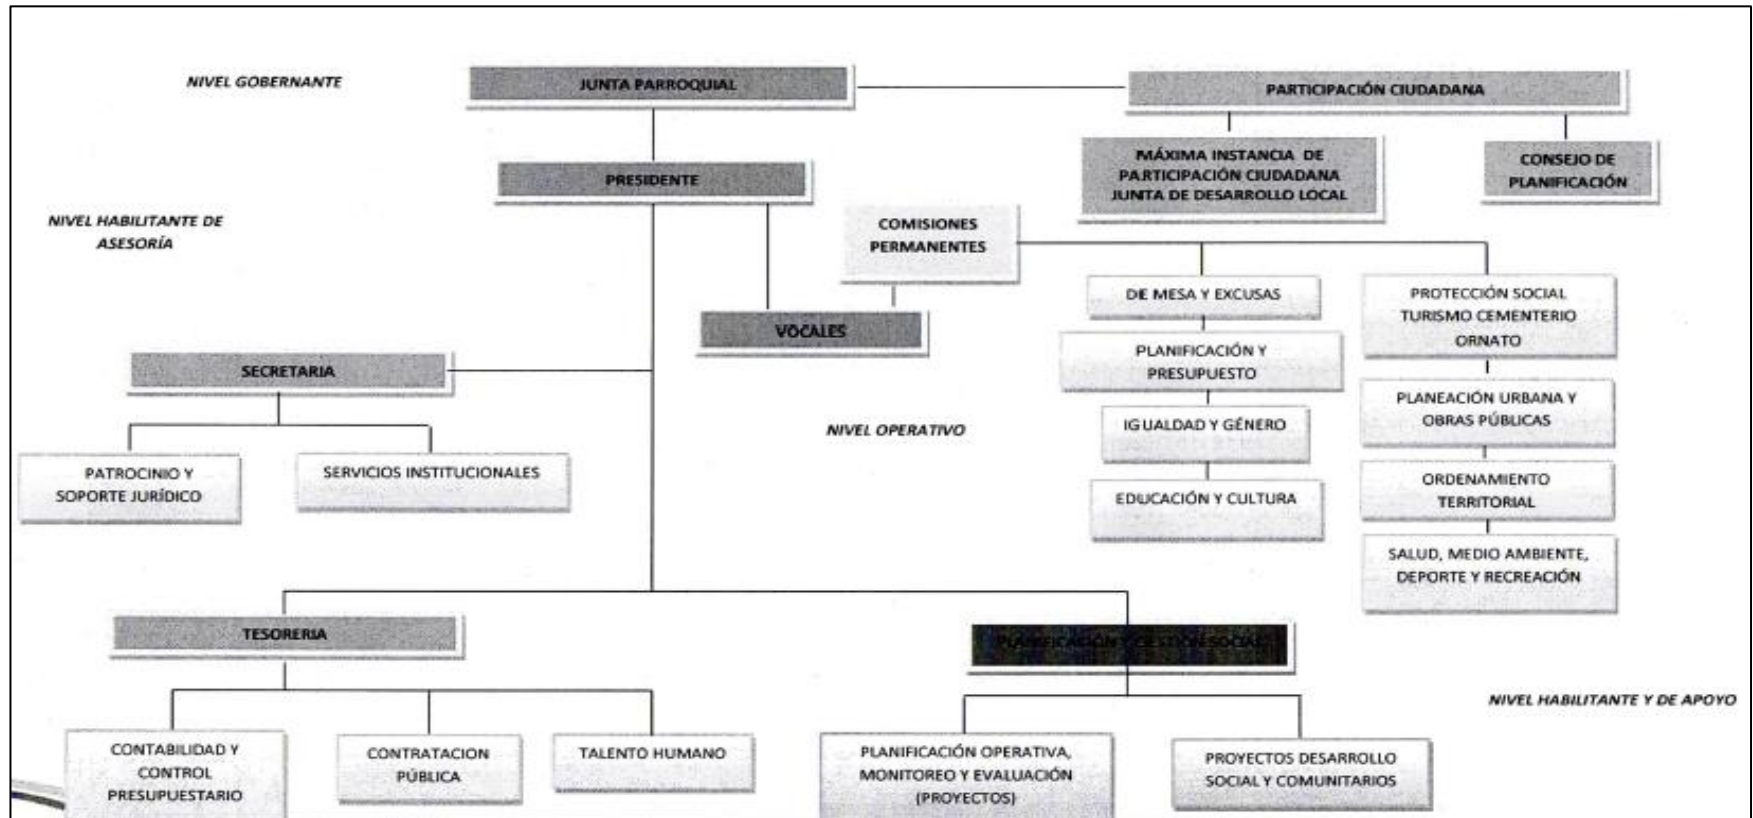 NIVEL GOBERNANTE
JUNTA PARROQUIAL
PARTICIPACIÓN CIUDADANA
MÁXIMA INSTANCIA DE
PARTICIPACIÓN CIUDADANA
JUNTA DE DESARROLLO LOCAL
CONSEJO DE
PLANIFICACIÓN
PRESIDENTE
NIVEL HABILITANTE DE
ASESORÍA
COMISIONES
PERMANENTES
VOCALES
DE MESA Y EXCUSAS
PLANIFICACIÓN Y
PRESUPUESTO
IGUALDAD Y GÉNERO
EDUCACIÓN Y CULTURA
PROTECCIÓN SOCIAL
TURISMO CEMENTERIO
ORNATO
PLANEACIÓN URBANA Y
OBRAS PÚBLICAS
ORDENAMIENTO
TERRITORIAL
SALUD, MEDIO AMBIENTE,
DEPORTE Y RECREACIÓN
SECRETARIA
NIVEL OPERATIVO
PATROCINIO Y
SOPORTE JURÍDICO
SERVICIOS INSTITUCIONALES
TESORERIA
PLANIFICACIÓN Y GESTION SOCIAL
NIVEL HABILITANTE Y DE APOYO
CONTABILIDAD Y
CONTROL
PRESUPUESTARIO
CONTRATACION
PÚBLICA
TALENTO HUMANO
PLANIFICACIÓN OPERATIVA,
MONITOREO Y EVALUACIÓN
(PROYECTOS)
PROYECTOS DESARROLLO
SOCIAL Y COMUNITARIOS